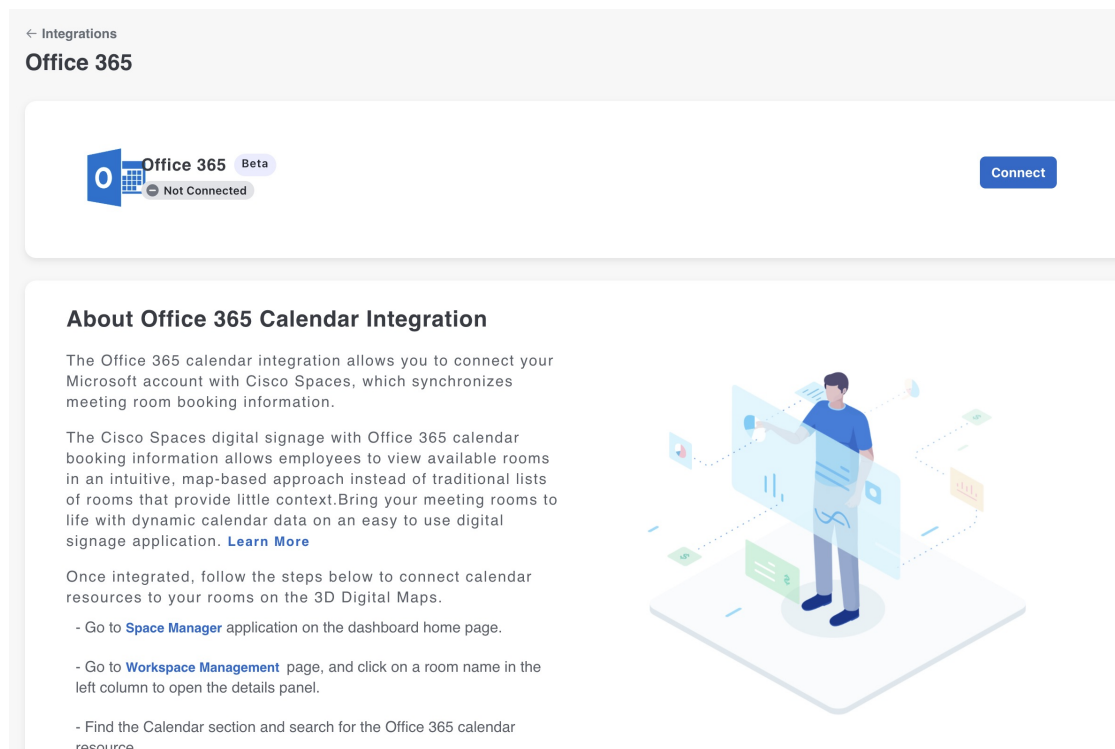 ← Integrations
Office 365
Office 365 Beta
Not Connected
Connect
About Office 365 Calendar Integration
The Office 365 calendar integration allows you to connect your
Microsoft account with Cisco Spaces, which synchronizes
meeting room booking information.
The Cisco Spaces digital signage with Office 365 calendar
booking information allows employees to view available rooms
in an intuitive, map-based approach instead of traditional lists
of rooms that provide little context.Bring your meeting rooms to
life with dynamic calendar data on an easy to use digital
signage application. Learn More
Once integrated, follow the steps below to connect calendar
resources to your rooms on the 3D Digital Maps.
- Go to Space Manager application on the dashboard home page.
- Go to Workspace Management page, and click on a room name in the
left column to open the details panel.
- Find the Calendar section and search for the Office 365 calendar
resource